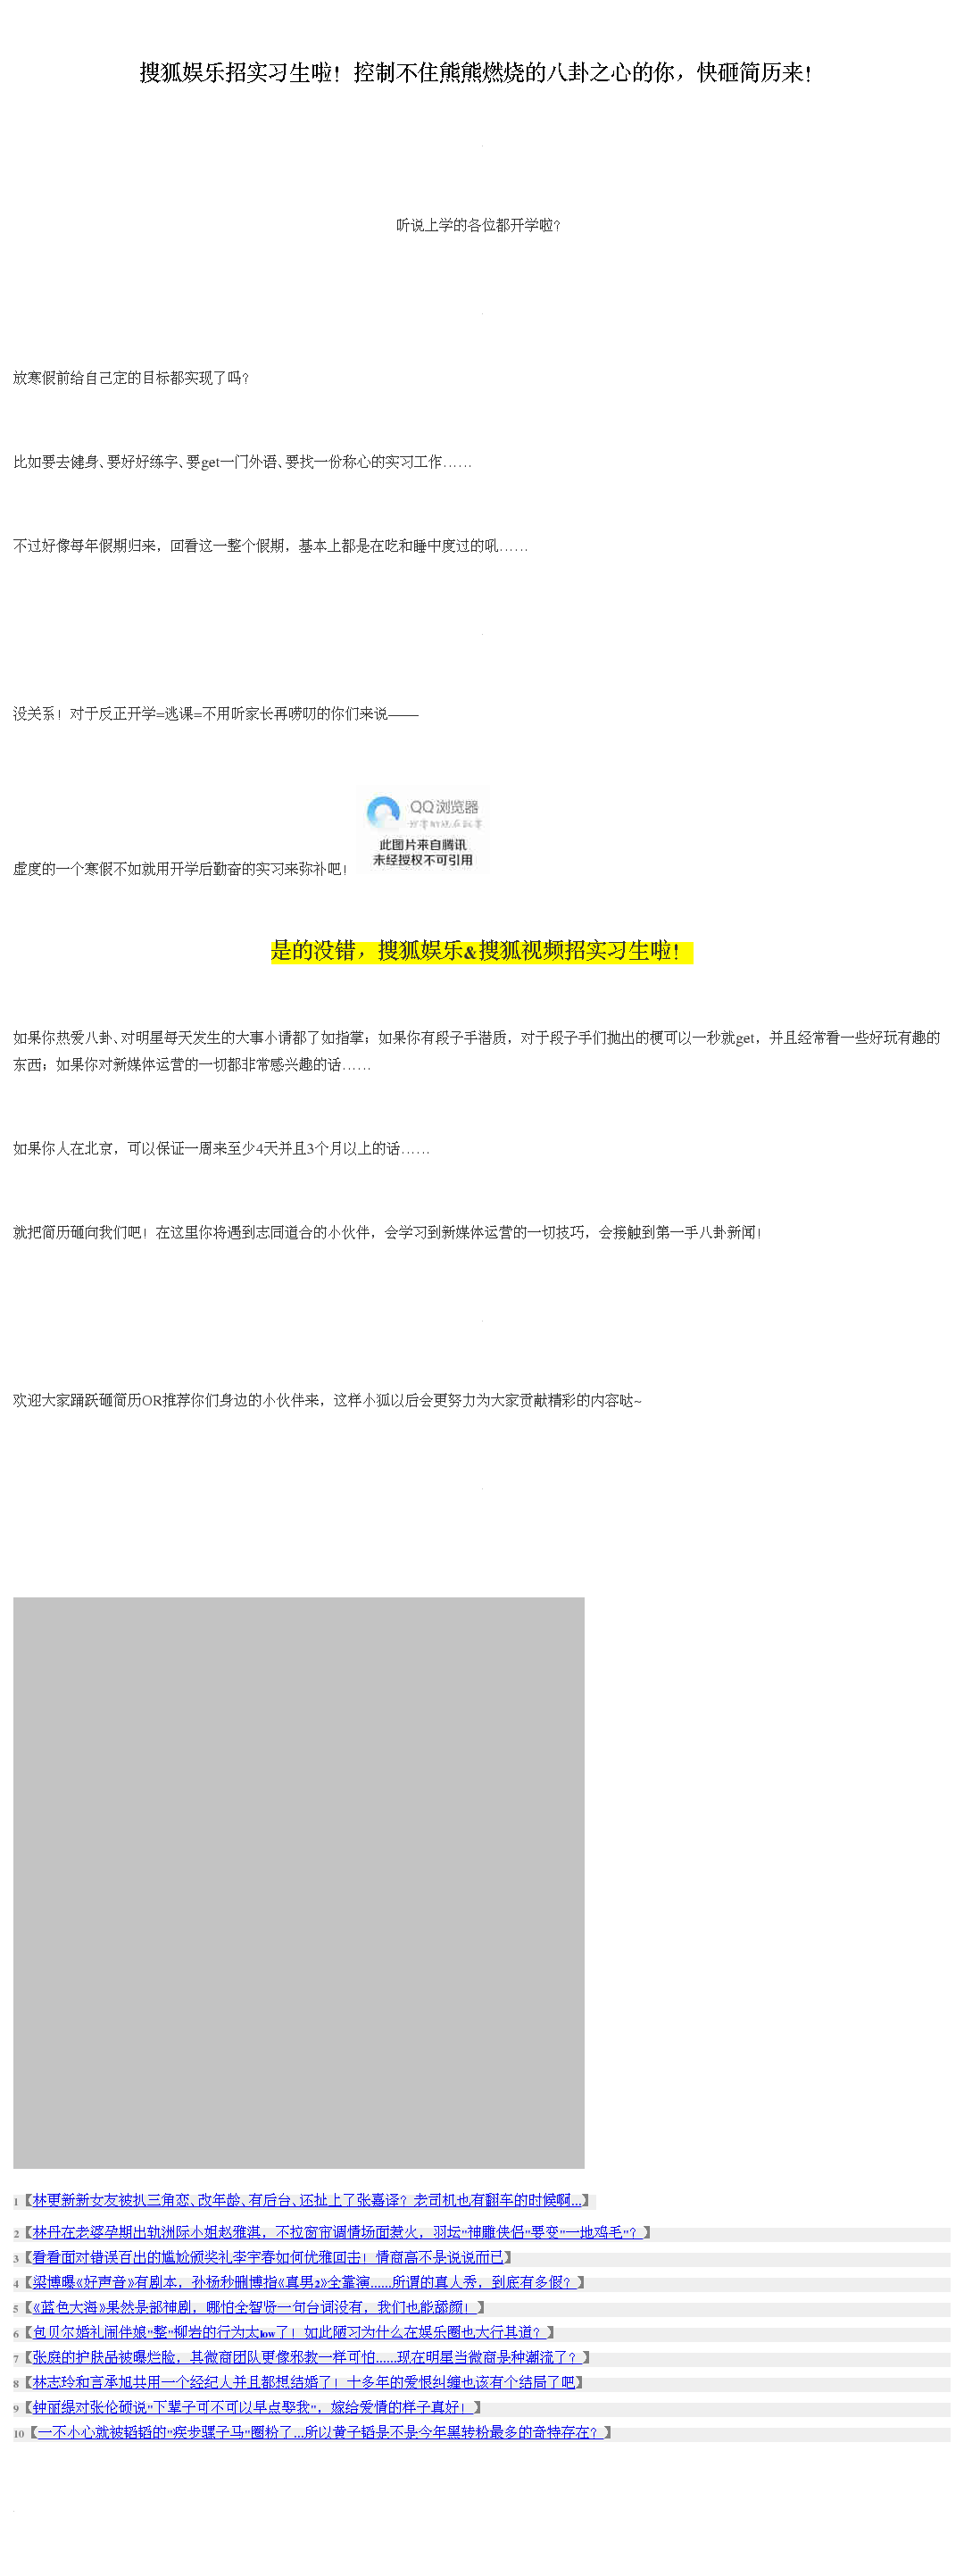 搜狐娱乐招实习生啦！控制不住熊熊燃烧的八卦之心的你，快砸简历来！
听说上学的各位都开学啦？
放寒假前给自己定的目标都实现了吗？
比如要去健身、要好好练字、要get一门外语、要找一份称心的实习工作……
不过好像每年假期归来，回看这一整个假期，基本上都是在吃和睡中度过的吼……
没关系！对于反正开学=逃课=不用听家长再唠叨的你们来说——
QQ浏览器
此图片来自腾讯
未经授权不可引用
虚度的一个寒假不如就用开学后勤奋的实习来弥补吧！
是的没错，搜狐娱乐&搜狐视频招实习生啦！
如果你热爱八卦、对明星每天发生的大事小请都了如指掌；如果你有段子手潜质，对于段子手们抛出的梗可以一秒就get，并且经常看一些好玩有趣的
东西；如果你对新媒体运营的一切都非常感兴趣的话……
如果你人在北京，可以保证一周来至少4天并且3个月以上的话……
就把简历砸向我们吧！在这里你将遇到志同道合的小伙伴，会学习到新媒体运营的一切技巧，会接触到第一手八卦新闻！
欢迎大家踊跃砸简历OR推荐你们身边的小伙伴来，这样小狐以后会更努力为大家贡献精彩的内容哒~
1【林更新新女友被扒三角恋、改年龄、有后台、还扯上了张嘉译？老司机也有翻车的时候啊...】
2【林丹在老婆孕期出轨洲际小姐赵雅淇，不拉窗帘调情场面惹火，羽坛"神雕侠侣"要变"一地鸡毛"？】
3【看看面对错误百出的尴尬颁奖礼李宇春如何优雅回击！情商高不是说说而已】
4【梁博曝《好声音》有剧本，孙杨秒删博指《真男2》全靠演......所谓的真人秀，到底有多假？】
5【《蓝色大海》果然是部神剧，哪怕全智贤一句台词没有，我们也能舔颜！】
6【包贝尔婚礼闹伴娘"整"柳岩的行为太low了！如此陋习为什么在娱乐圈也大行其道？】
7【张庭的护肤品被曝烂脸，其微商团队更像邪教一样可怕......现在明星当微商是种潮流了？】
8【林志玲和言承旭共用一个经纪人并且都想结婚了！十多年的爱恨纠缠也该有个结局了吧】
9【钟丽缇对张伦硕说"下辈子可不可以早点娶我"，嫁给爱情的样子真好！】
10【一不小心就被韬韬的"疾步骡子马"圈粉了...所以黄子韬是不是今年黑转粉最多的奇特存在？】